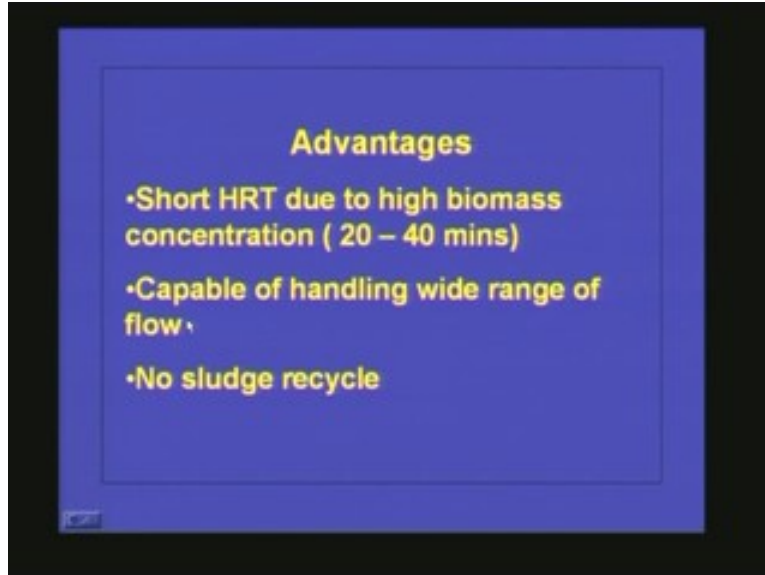 Advantages
•Short HRT due to high biomass
concentration ( 20 – 40 mins)
•Capable of handling wide range of
flow
•No sludge recycle